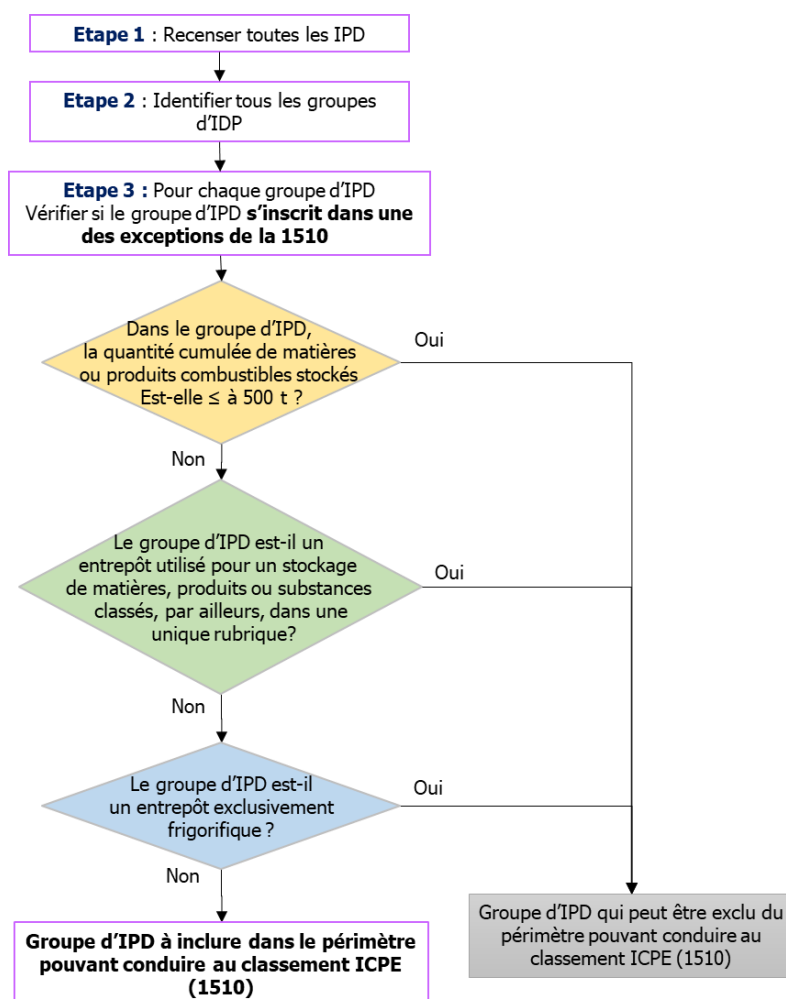 Etape 1 : Recenser toutes les IPD
Etape 2 : Identifier tous les groupes
d'IDP
Etape 3 : Pour chaque groupe d'IPD
Vérifier si le groupe d'IPD s'inscrit dans une
des exceptions de la 1510
Dans le groupe d'IPD,
la quantité cumulée de matières
ou produits combustibles stockés
Est-elle ≤ à 500 t ?
Oui
Non
Le groupe d'IPD est-il un
entrepôt utilisé pour un stockage
de matières, produits ou substances
classés, par ailleurs, dans une
unique rubrique?
Oui
Non
Le groupe d'IPD est-il
un entrepôt exclusivement
frigorifique ?
Oui
Non
Groupe d'IPD à inclure dans le périmètre
pouvant conduire au classement ICPE
(1510)
Groupe d'IPD qui peut être exclu du
périmètre pouvant conduire au
classement ICPE (1510)